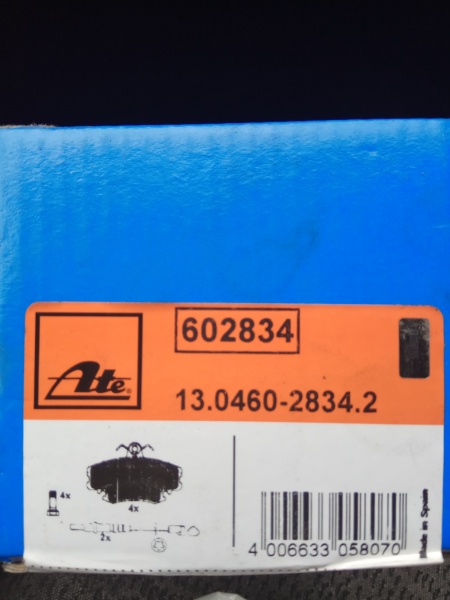 602834
Ate®
13.0460-2834.2
4x
4x
2x
4 006633 058070
Made in Spain